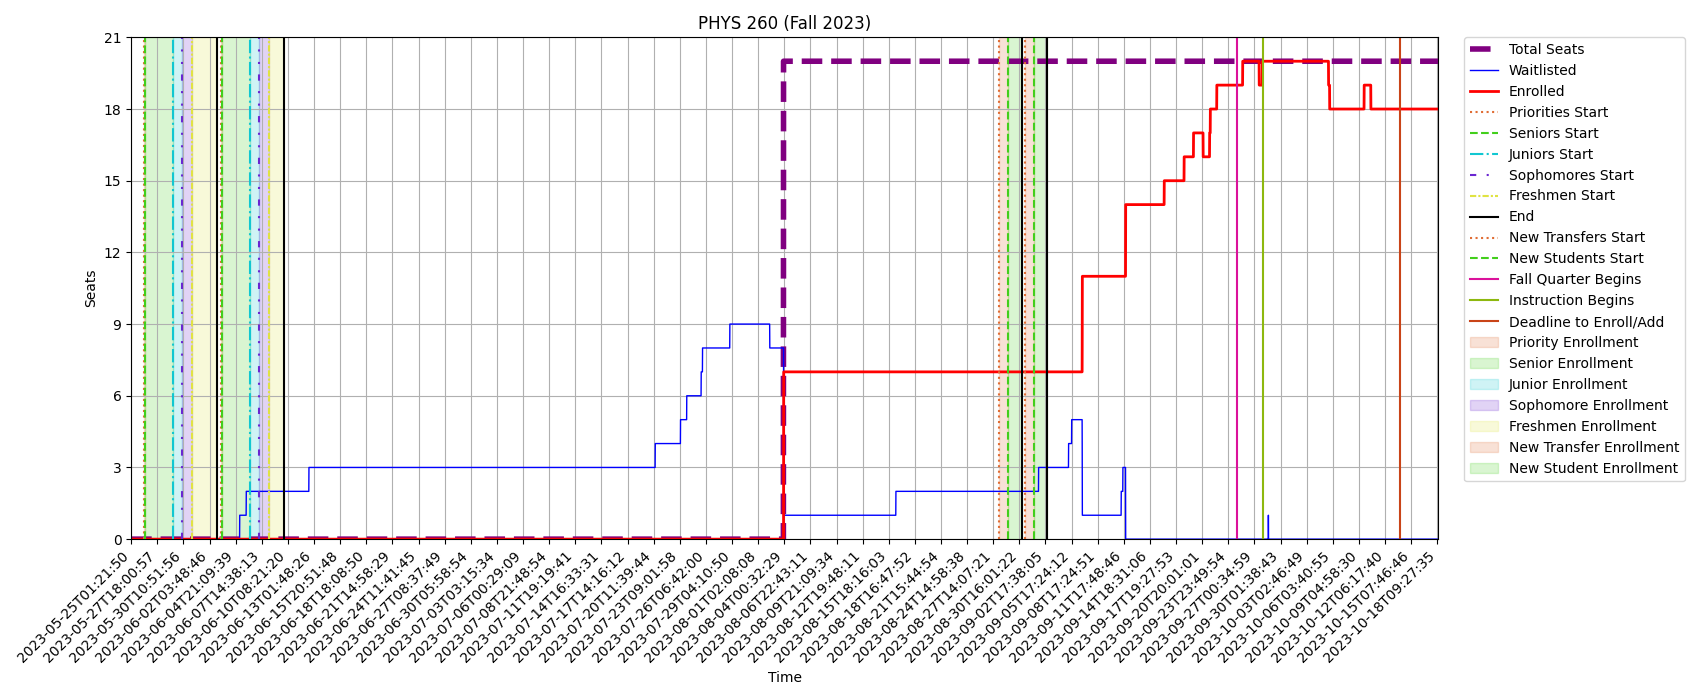 PHYS 260 (Fall 2023)
21
18
15
12
9
6
3
0
Seats
2023-05-25T01:21:50
2023-05-27T18:00:57
2023-05-30T10:51:56
2023-06-02T03:48:46
2023-06-04T21:09:39
2023-06-07T14:38:13
2023-06-10T08:21:20
2023-06-13T01:48:26
2023-06-15T20:51:48
2023-06-18T18:08:50
2023-06-21T14:58:29
2023-06-24T11:41:45
2023-06-27T08:37:49
2023-06-30T05:58:54
2023-07-03T03:15:34
2023-07-06T00:29:09
2023-07-08T21:48:54
2023-07-11T19:19:41
2023-07-14T16:33:31
2023-07-17T14:16:12
2023-07-20T11:39:44
2023-07-23T09:01:58
2023-07-26T06:42:00
2023-07-29T04:10:50
2023-08-01T02:08:08
2023-08-04T00:32:29
2023-08-06T22:43:11
2023-08-09T21:09:34
2023-08-12T19:48:11
2023-08-15T18:16:03
2023-08-18T16:47:52
2023-08-21T15:44:54
2023-08-24T14:58:38
2023-08-27T14:07:21
2023-08-30T16:01:22
2023-09-02T17:38:05
2023-09-05T17:24:12
2023-09-08T17:24:51
2023-09-11T17:48:46
2023-09-14T18:31:06
2023-09-17T19:27:53
2023-09-20T20:01:01
2023-09-23T23:49:54
2023-09-27T00:34:59
2023-09-30T01:38:43
2023-10-03T02:46:49
2023-10-06T03:40:55
2023-10-09T04:58:30
2023-10-12T06:17:40
2023-10-15T07:46:46
2023-10-18T09:27:35
Time
Total Seats
Waitlisted
Enrolled
Priorities Start
Seniors Start
Juniors Start
Sophomores Start
Freshmen Start
End
New Transfers Start
New Students Start
Fall Quarter Begins
Instruction Begins
Deadline to Enroll/Add
Priority Enrollment
Senior Enrollment
Junior Enrollment
Sophomore Enrollment
Freshmen Enrollment
New Transfer Enrollment
New Student Enrollment